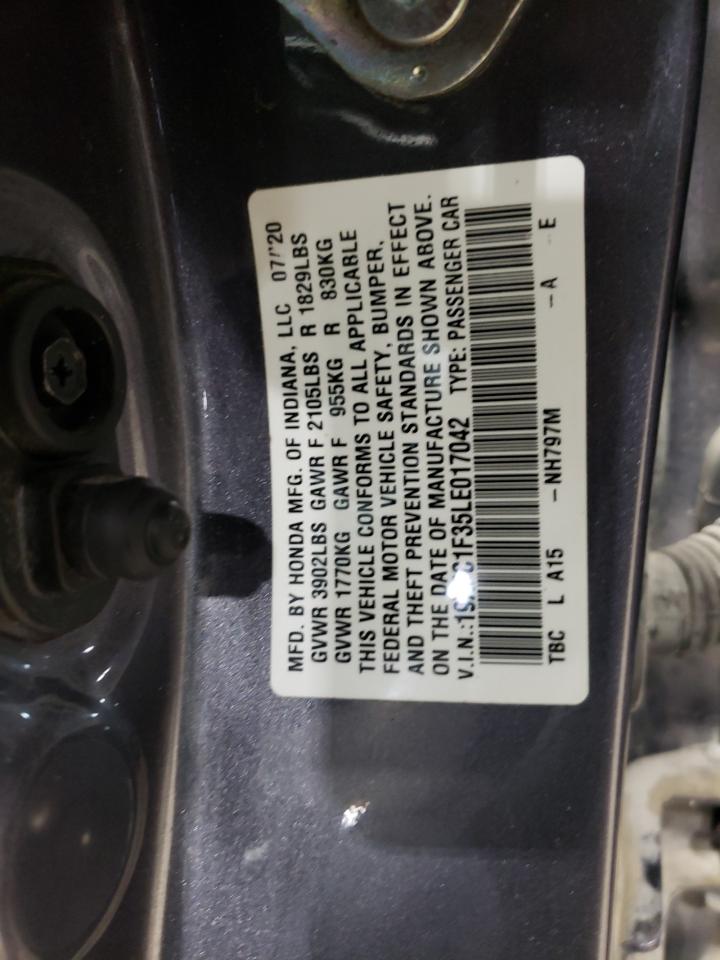 MFD. BY HONDA MFG. OF INDIANA, LLC 07/20
GVWR 3902LBS GAWR F 2105LBS R 1829LBS
GVWR 1770KG GAWR F 955KG R 830KG
THIS VEHICLE CONFORMS TO ALL APPLICABLE
FEDERAL MOTOR VEHICLE SAFETY, BUMPER,
AND THEFT PREVENTION STANDARDS IN EFFECT
ON THE DATE OF MANUFACTURE SHOWN ABOVE.
V.I.N.: TYPE: PASSENGER CAR
TBC L A15 -NH797M -A E